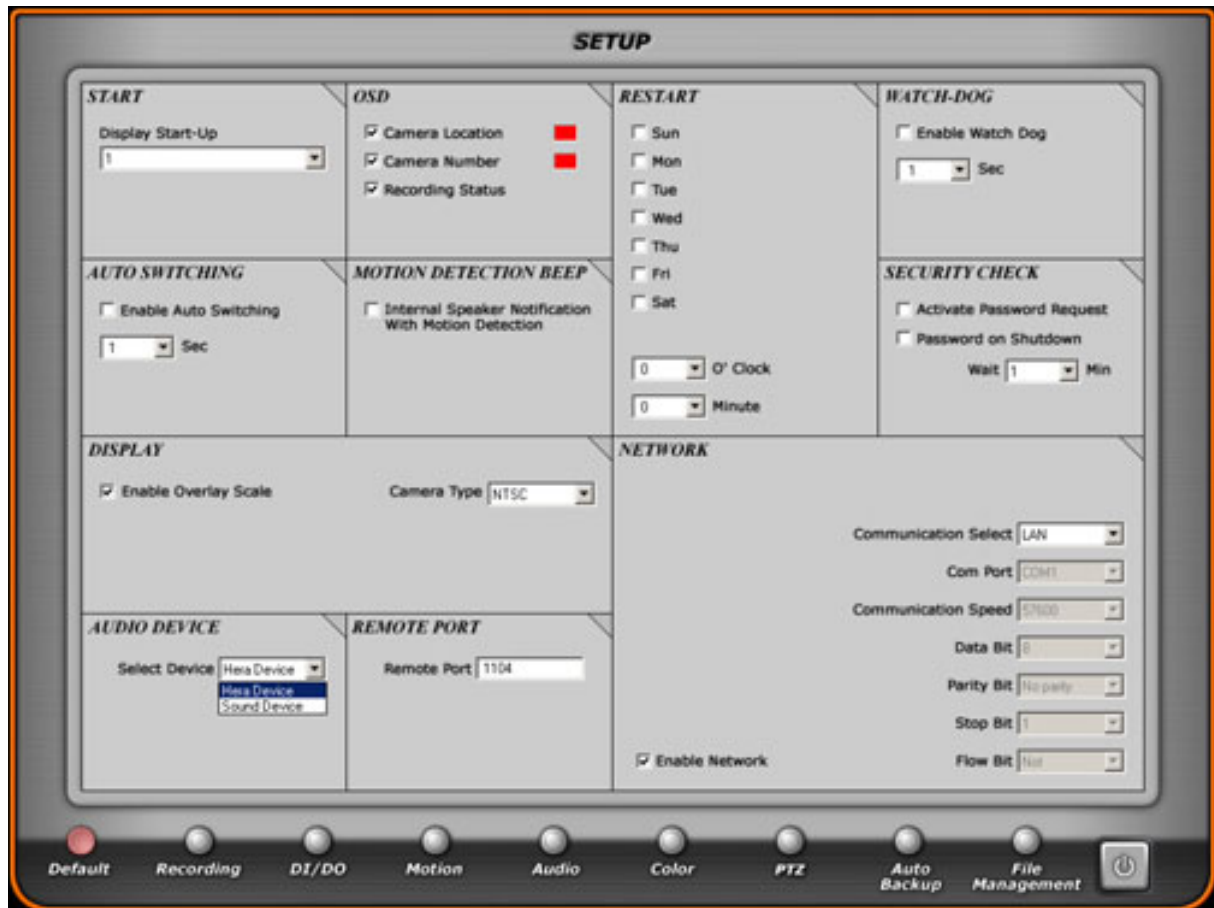 SETUP
START
Display Start-Up
1
OSD
Camera Location
Camera Number
Recording Status
RESTART
Sun
Mon
Tue
Wed
Thu
Fri
Sat
0 O' Clock
0 Minute
WATCH-DOG
Enable Watch Dog
1 Sec
AUTO SWITCHING
Enable Auto Switching
1 Sec
MOTION DETECTION BEEP
Internal Speaker Notification
With Motion Detection
SECURITY CHECK
Activate Password Request
Password on Shutdown
Wait 1 Min
DISPLAY
Enable Overlay Scale
Camera Type NTSC
NETWORK
Communication Select LAN
Com Port COM1
Communication Speed 57600
Data Bit 8
Parity Bit No parity
Stop Bit 1
Flow Bit Not
Enable Network
AUDIO DEVICE
Select Device Hera Device
Hera Device
Sound Device
REMOTE PORT
Remote Port 1104
Default
Recording
DI/DO
Motion
Audio
Color
PTZ
Auto
Backup
File
Management